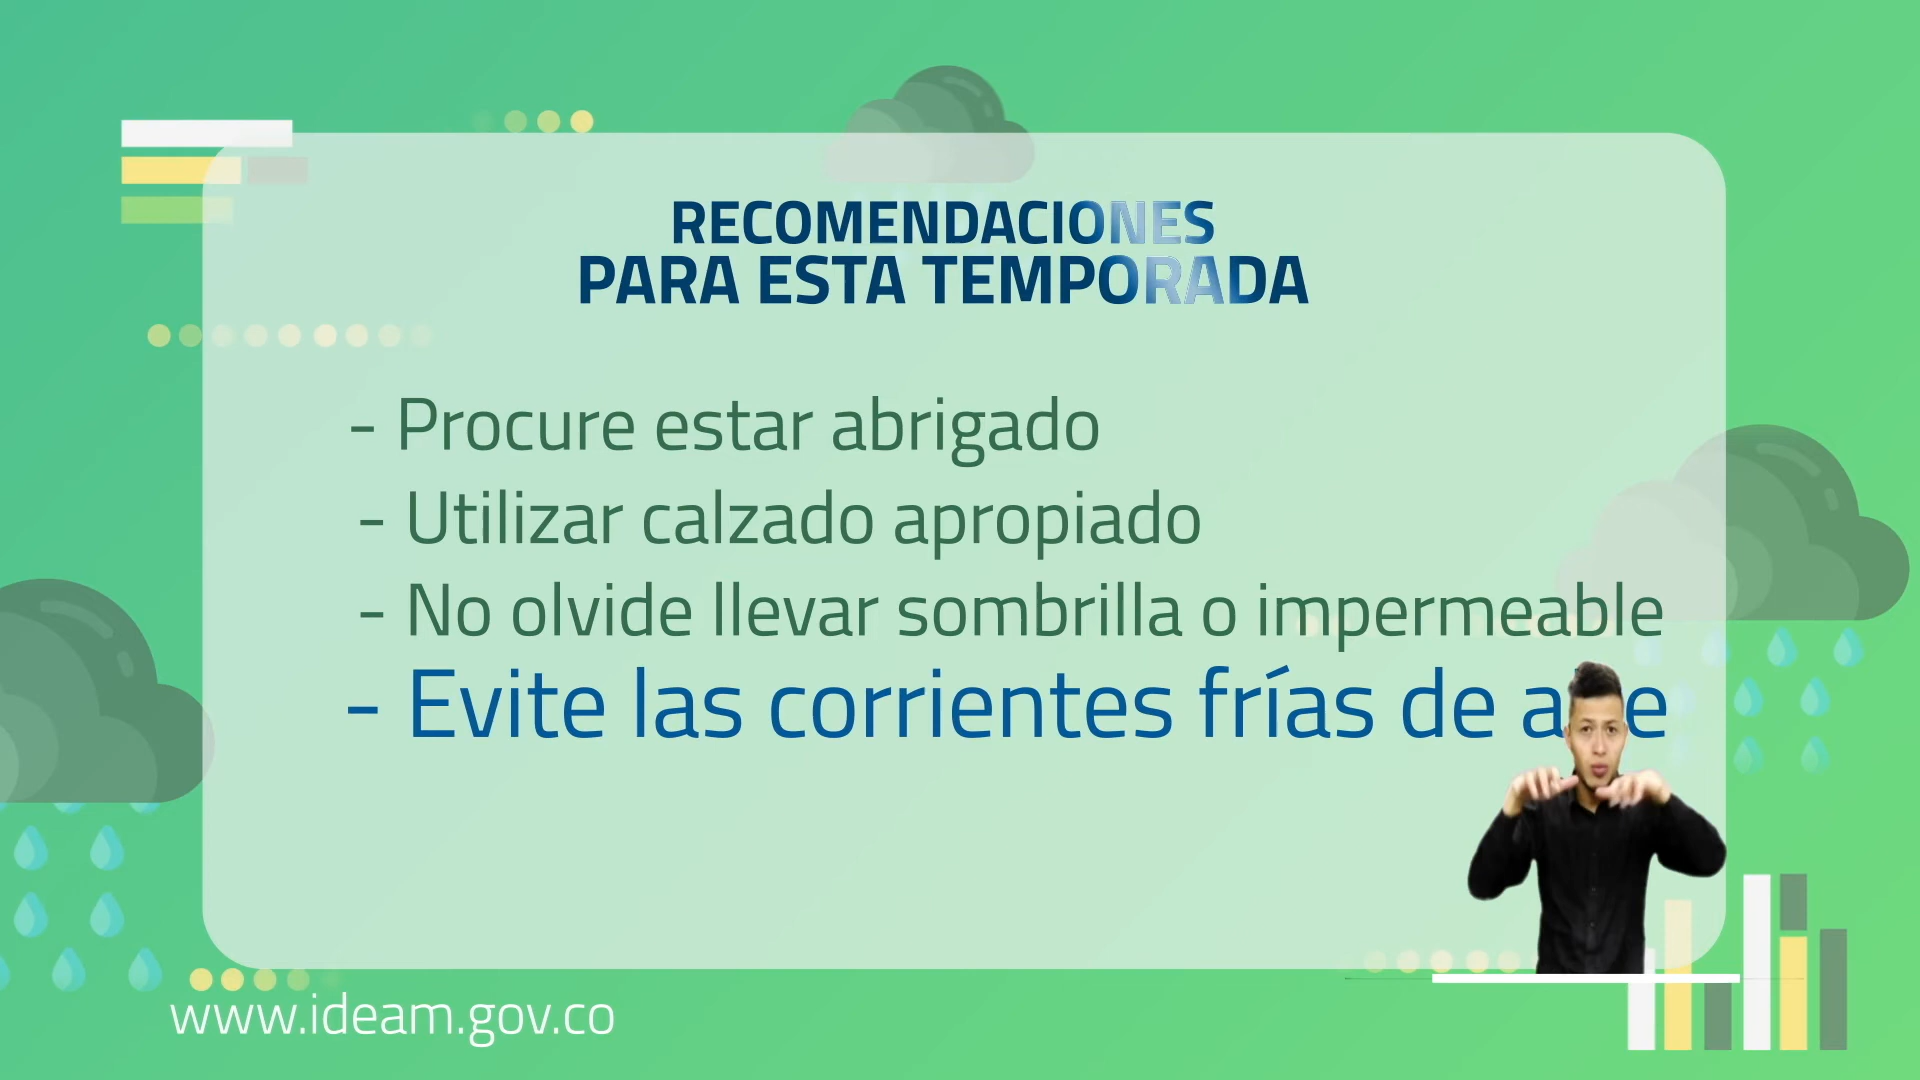 RECOMENDACIONES
PARA ESTA TEMPORADA
- Procure estar abrigado
- Utilizar calzado apropiado
- No olvide llevar sombrilla o impermeable
- Evite las corrientes frías de
www.ideam.gov.co